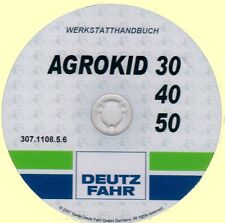 WERKSTATTHANDBUCH
AGROKID 30
40
50
307.1108.5.6
DEUTZ
FAHR